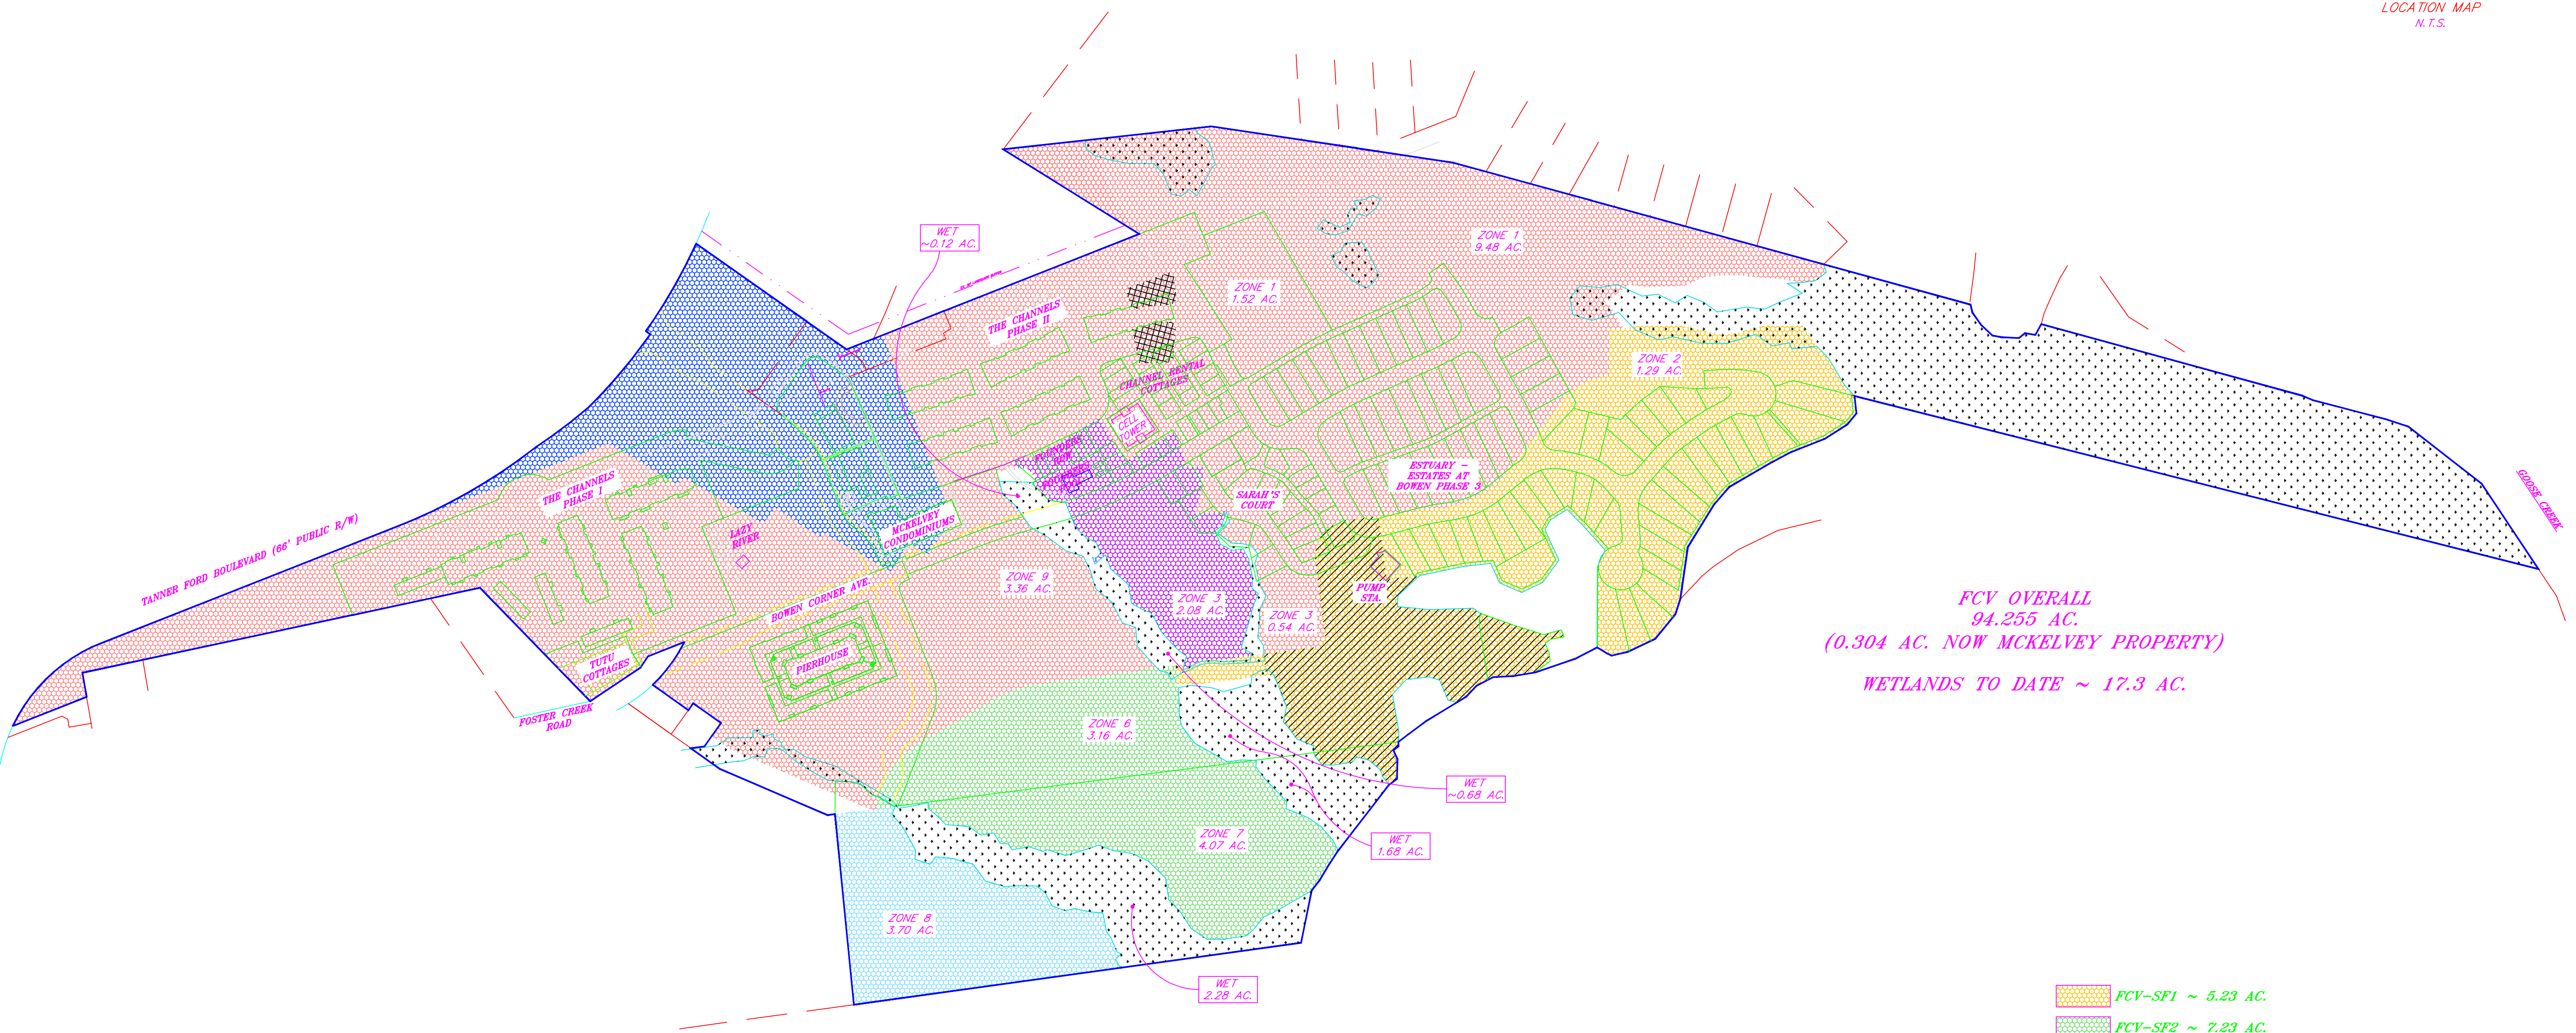 LOCATION MAP
N.T.S.
WET
~0.12 AC.
ZONE 1
9.48 AC.
ZONE 1
1.52 AC.
THE CHANNELS
PHASE II
ZONE 2
1.29 AC.
CHANNEL RENTAL
COTTAGES
CELL
TOWER
FOUNDERS
ROW
FOUNDERS
POOL
ESTUARY -
ESTATES AT
BOWEN PHASE 3
SARAH'S
COURT
THE CHANNELS
PHASE I
LAZY
RIVER
MCKELVEY
CONDOMINIUMS
TANNER FORD BOULEVARD (66' PUBLIC R/W)
GOOSE CREEK
ZONE 9
3.36 AC.
BOWEN CORNER AVE.
ZONE 3
2.08 AC.
ZONE 3
0.54 AC.
PUMP
STA.
FCV OVERALL
94.255 AC.
(0.304 AC. NOW MCKELVEY PROPERTY)
WETLANDS TO DATE ~ 17.3 AC.
TUTU
COTTAGES
PIERHOUSE
FOSTER CREEK
ROAD
ZONE 6
3.16 AC.
WET
~0.68 AC.
ZONE 7
4.07 AC.
WET
1.68 AC.
ZONE 8
3.70 AC.
WET
2.28 AC.
FCV-SF1 ~ 5.23 AC.
FCV-SF2 ~ 7.23 AC.